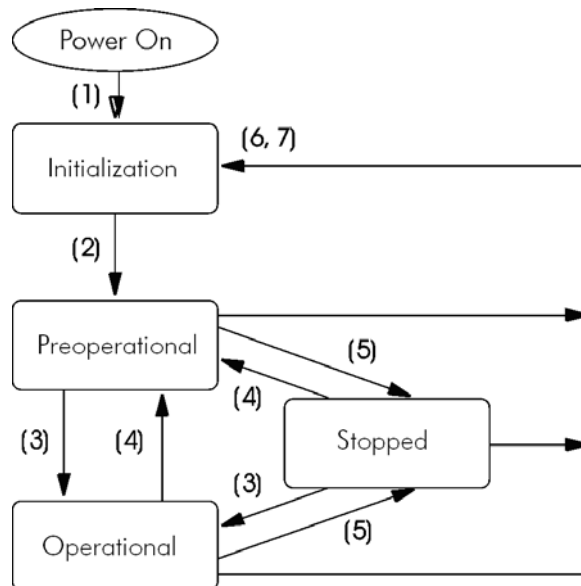 Power On
(1)
(6, 7)
Initialization
(2)
Preoperational
(5)
(4)
(3)
(4)
Stopped
(3)
Operational
(5)